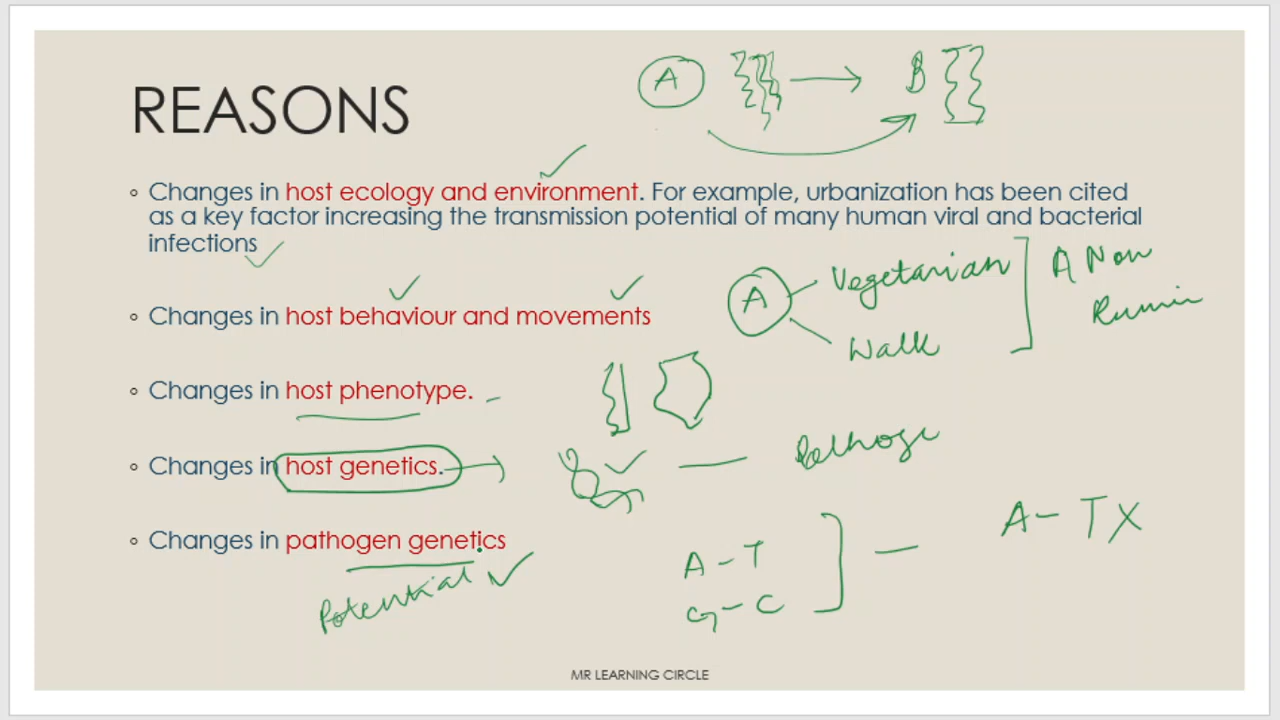 A B
REASONS
Changes in host ecology and environment. For example, urbanization has been cited
as a key factor increasing the transmission potential of many human viral and bacterial
infections
A Vegetarian A Non
Walk
Changes in host behaviour and movements
Changes in host phenotype.
Changes in host genetics.
Changes in pathogen genetics
Potential
A - T
G - C
A - T X
MR LEARNING CIRCLE